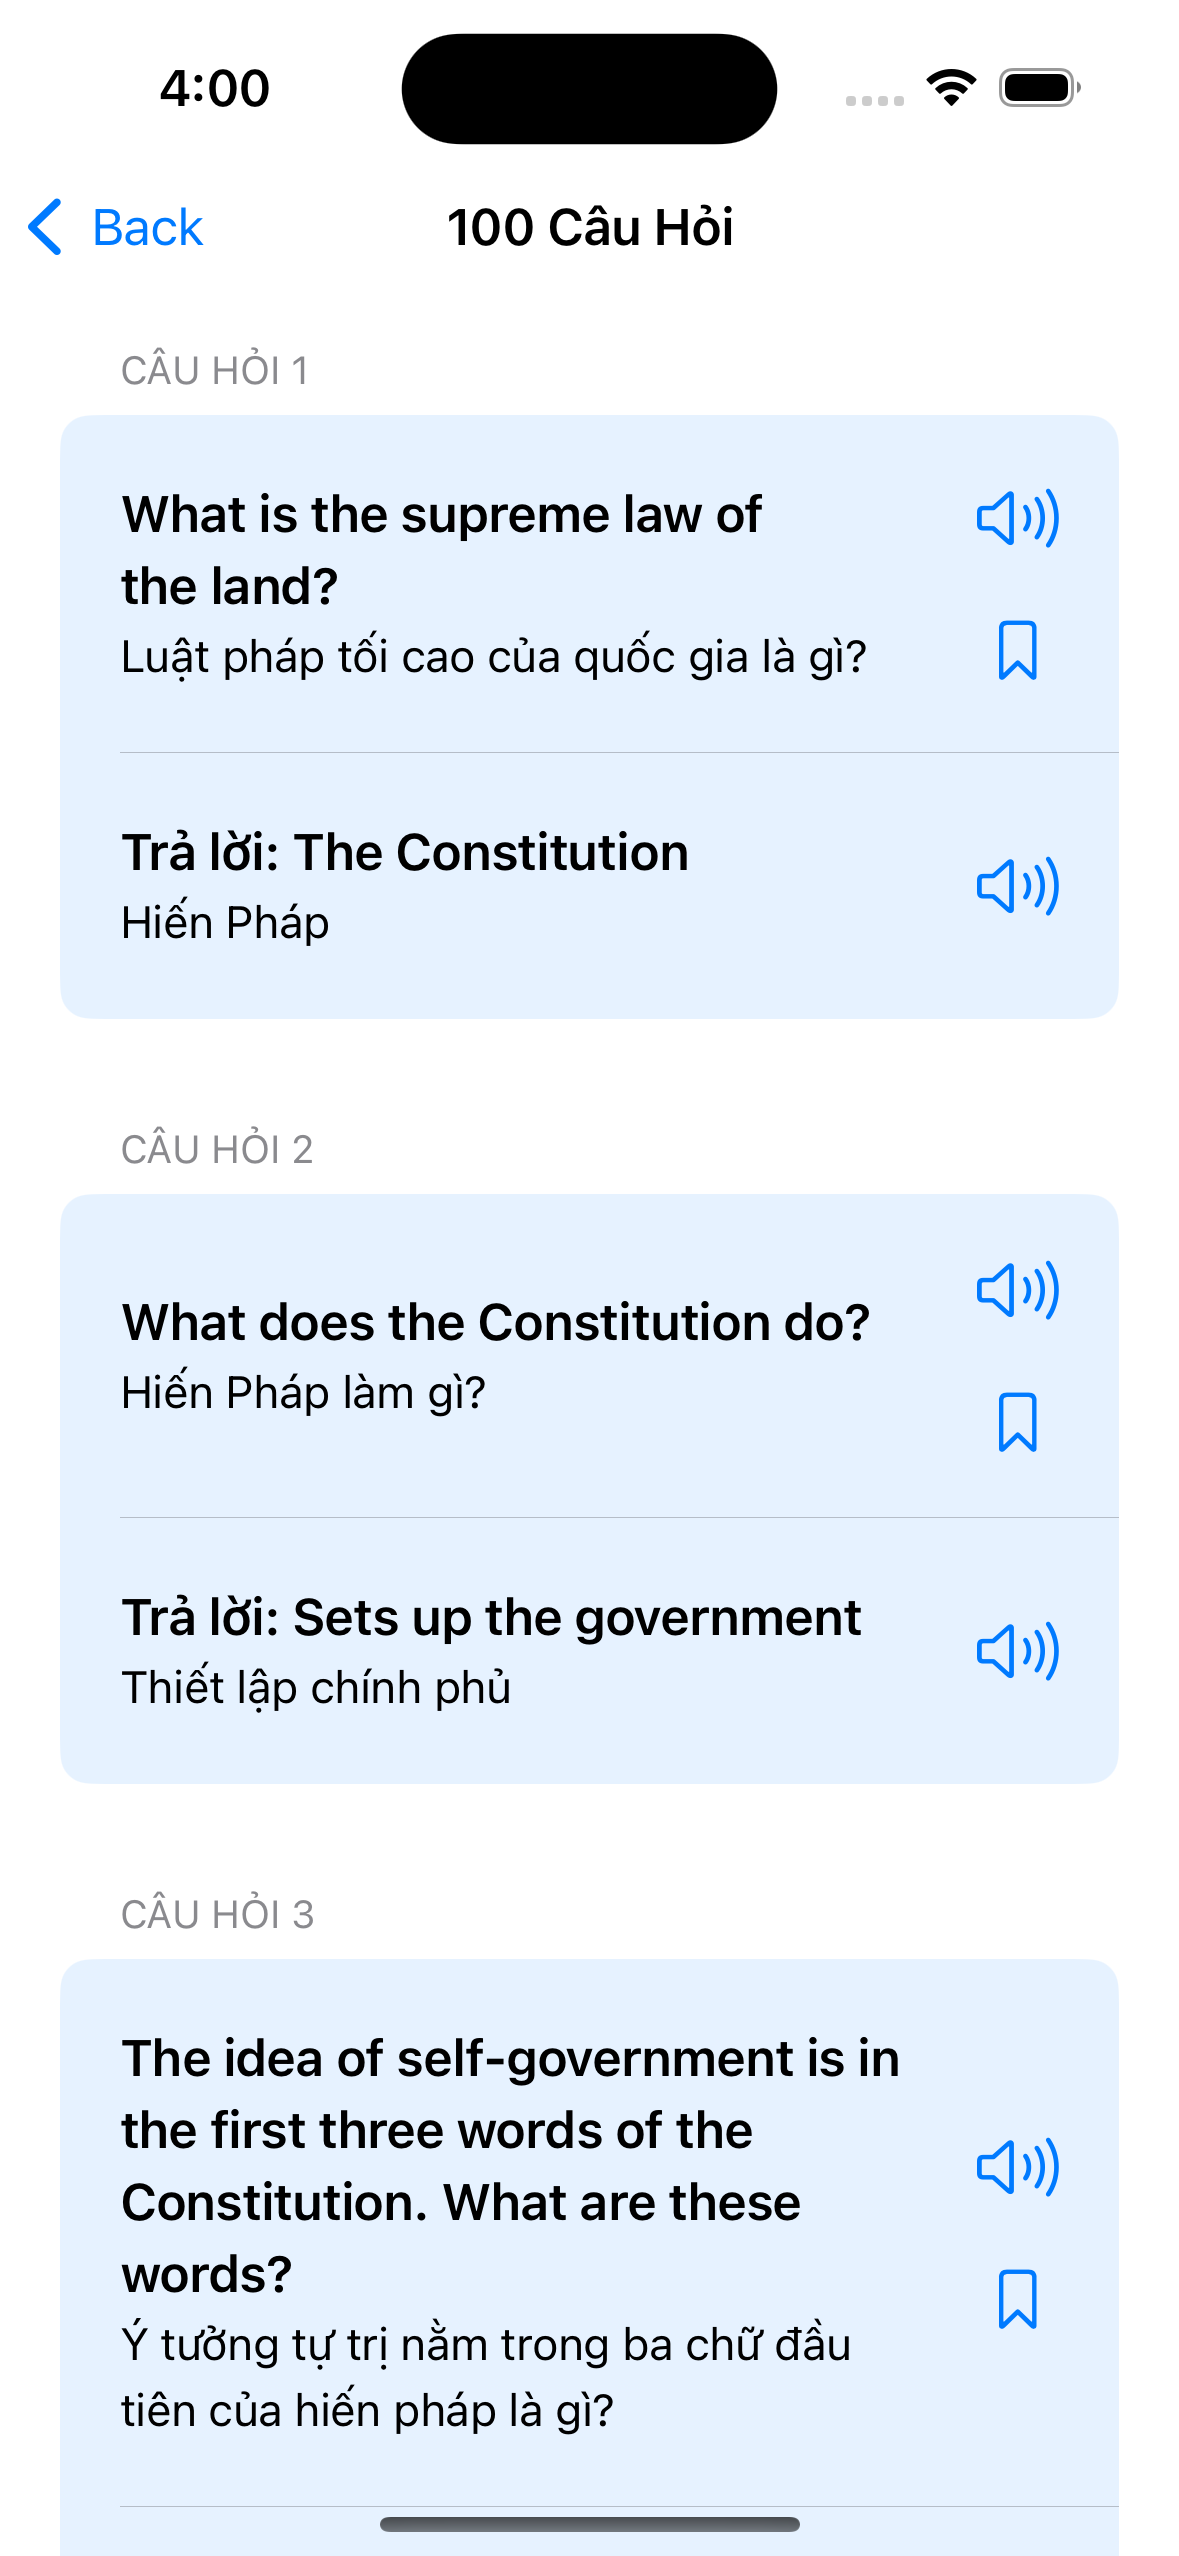 4:00
Back
100 Câu Hỏi
CÂU HỎI 1
What is the supreme law of
the land?
Luật pháp tối cao của quốc gia là gì?
Trả lời: The Constitution
Hiến Pháp
CÂU HỎI 2
What does the Constitution do?
Hiến Pháp làm gì?
Trả lời: Sets up the government
Thiết lập chính phủ
CÂU HỎI 3
The idea of self-government is in
the first three words of the
Constitution. What are these
words?
Ý tưởng tự trị nằm trong ba chữ đầu
tiên của hiến pháp là gì?